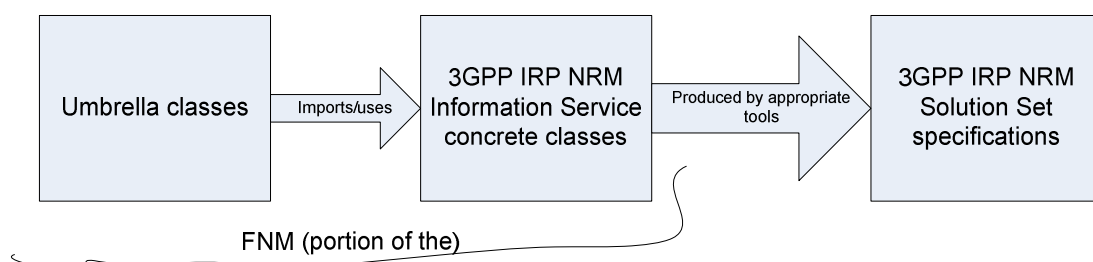 Umbrella classes
Imports/uses
3GPP IRP NRM
Information Service
concrete classes
Produced by appropriate
tools
3GPP IRP NRM
Solution Set
specifications
FNM (portion of the)